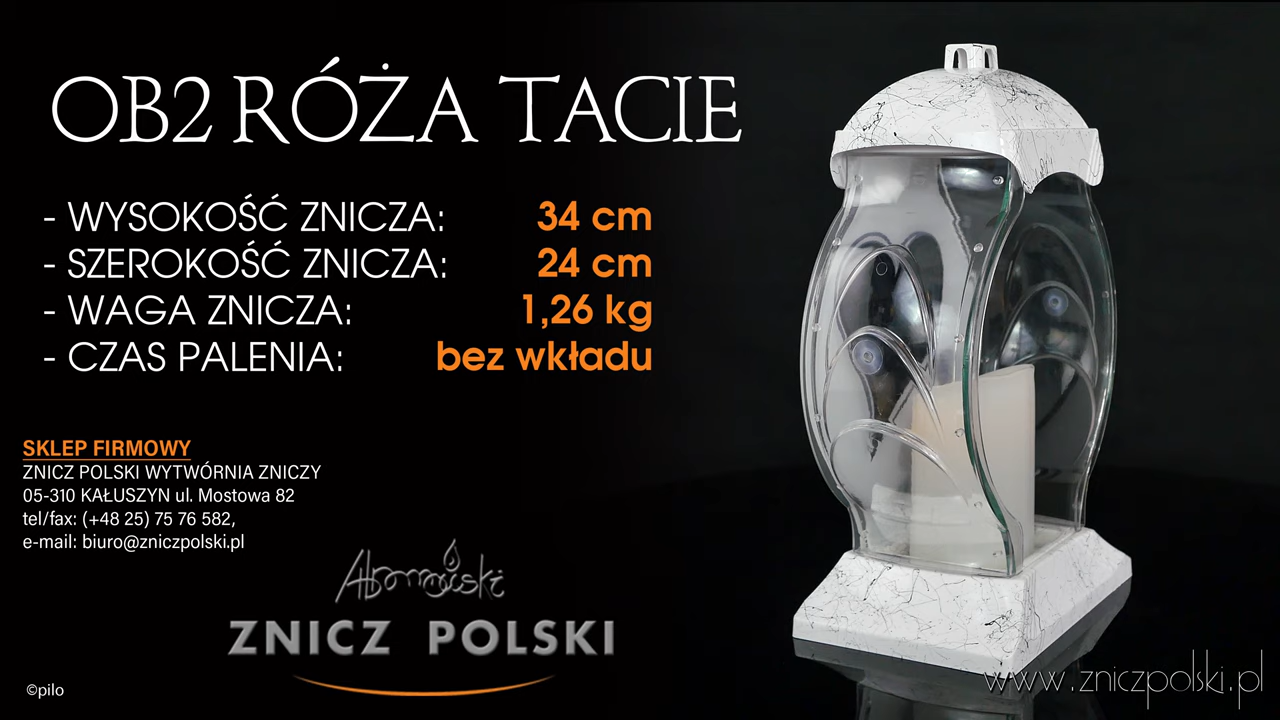 OB2 RÓŻA TACIE
- WYSOKOŚĆ ZNICZA: 34 cm
- SZEROKOŚĆ ZNICZA: 24 cm
- WAGA ZNICZA: 1,26 kg
- CZAS PALENIA: bez wkładu
SKLEP FIRMOWY
ZNICZ POLSKI WYTWÓRNIA ZNICZY
05-310 KAŁUSZYN ul. Mostowa 82
tel/fax: (+48 25) 75 76 582,
e-mail: biuro@zniczpolski.pl
ZNICZ POLSKI
©pilo
www.zniczpolski.pl